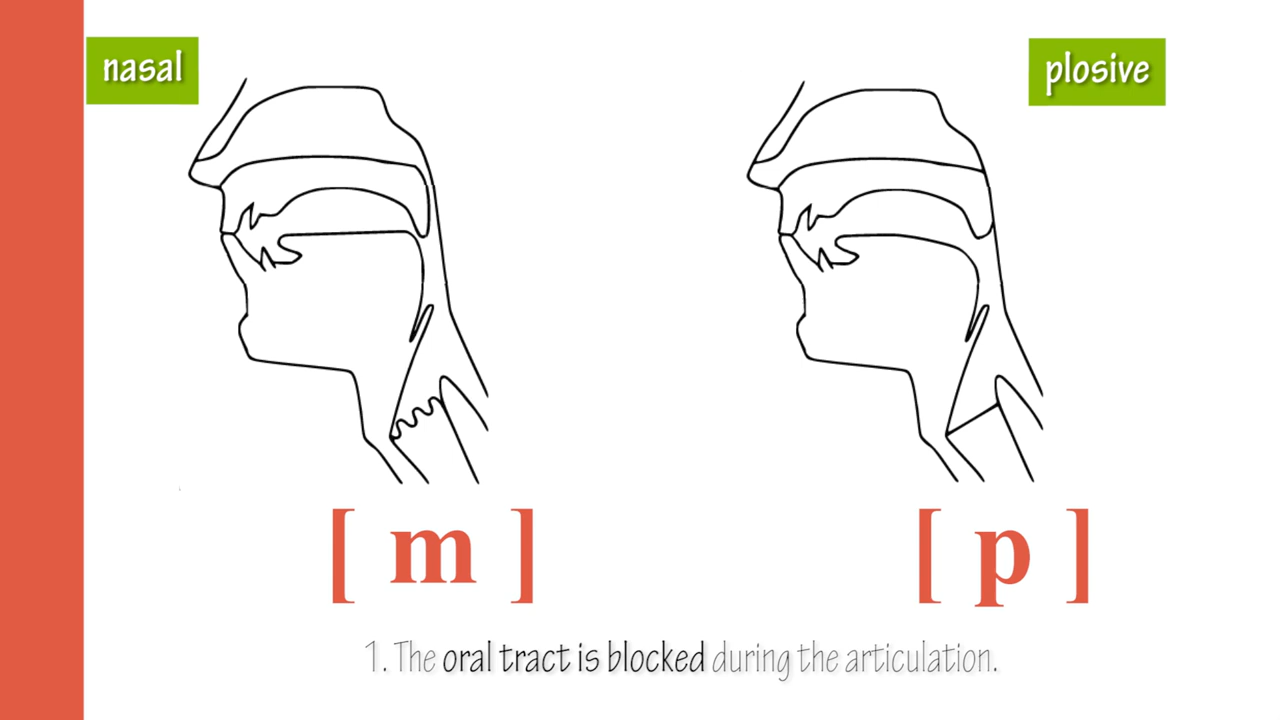 nasal
plosive
[ m ]
[ p ]
1. The oral tract is blocked during the articulation.